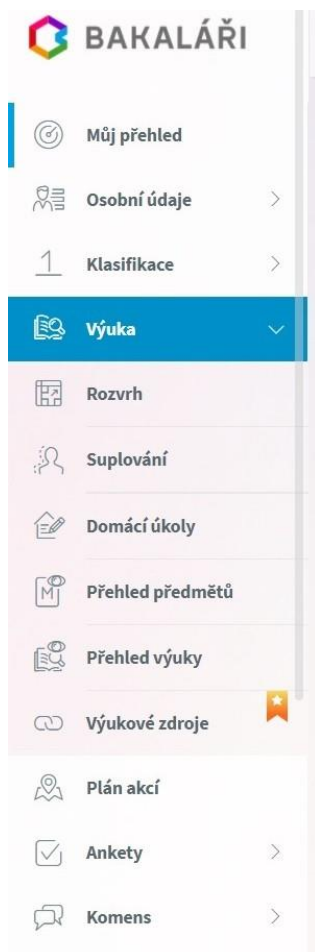 BAKALÁŘI
Můj přehled
Osobní údaje
1 Klasifikace
Výuka
Rozvrh
Suplování
Domácí úkoly
M Přehled předmětů
Přehled výuky
Výukové zdroje
Plán akcí
Ankety
Komens